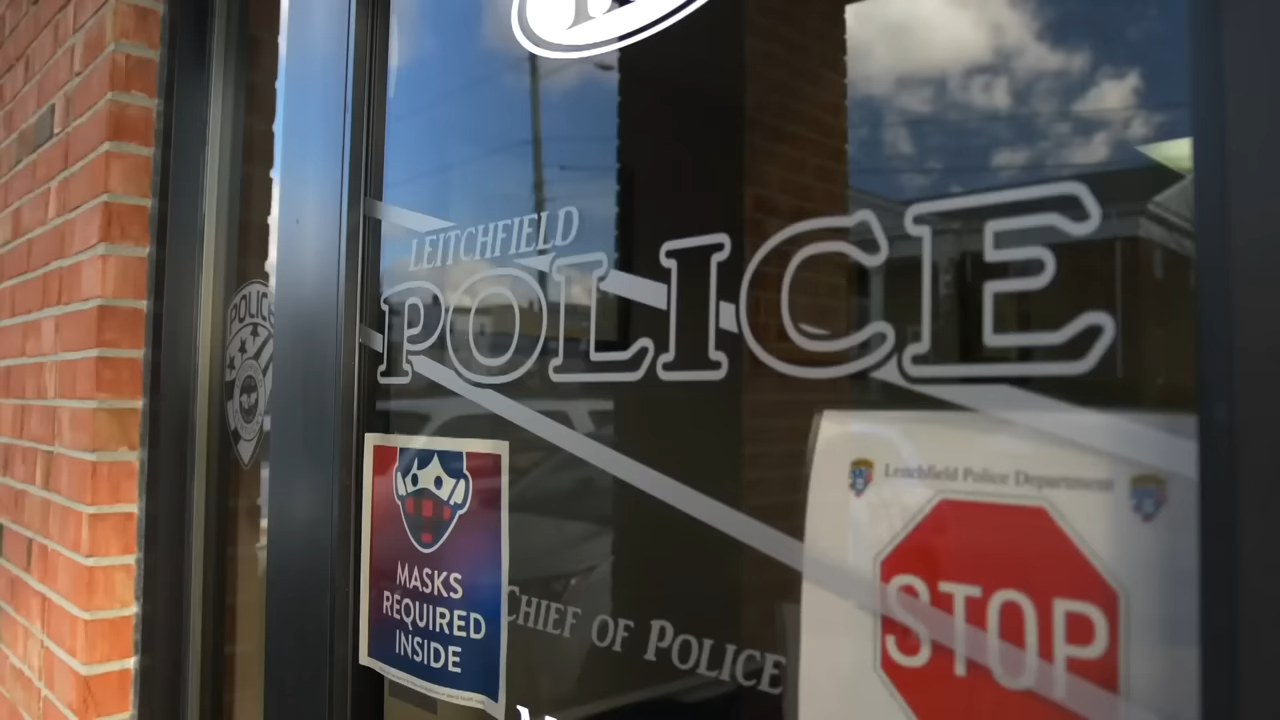 LEITCHFIELD
POLICE
POLICE
Leitchfield Police Department
STOP
MASKS
REQUIRED
INSIDE
CHIEF OF POLICE